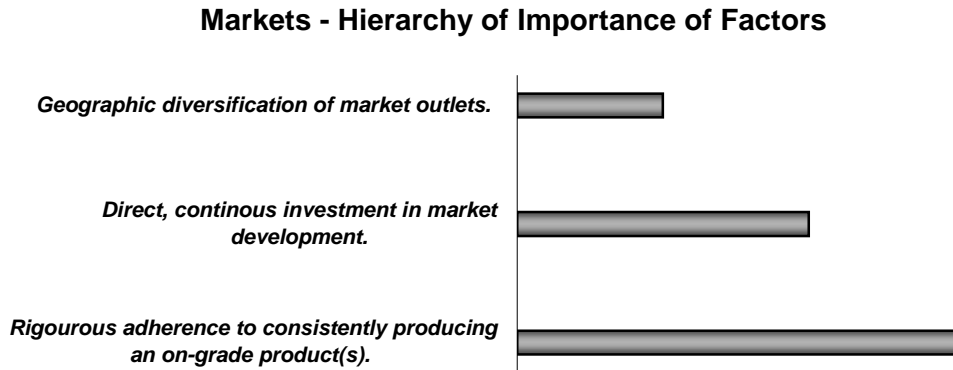 Markets - Hierarchy of Importance of Factors
Geographic diversification of market outlets.
Direct, continous investment in market
development.
Rigourous adherence to consistently producing
an on-grade product(s).